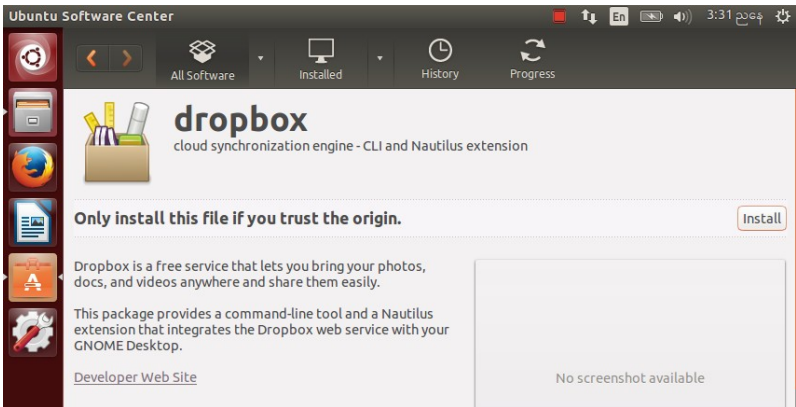 Ubuntu Software Center
En
3:31 ညနေ
All Software
Installed
History
Progress
dropbox
cloud synchronization engine - CLI and Nautilus extension
Only install this file if you trust the origin.
Install
Dropbox is a free service that lets you bring your photos,
docs, and videos anywhere and share them easily.
This package provides a command-line tool and a Nautilus
extension that integrates the Dropbox web service with your
GNOME Desktop.
Developer Web Site
No screenshot available